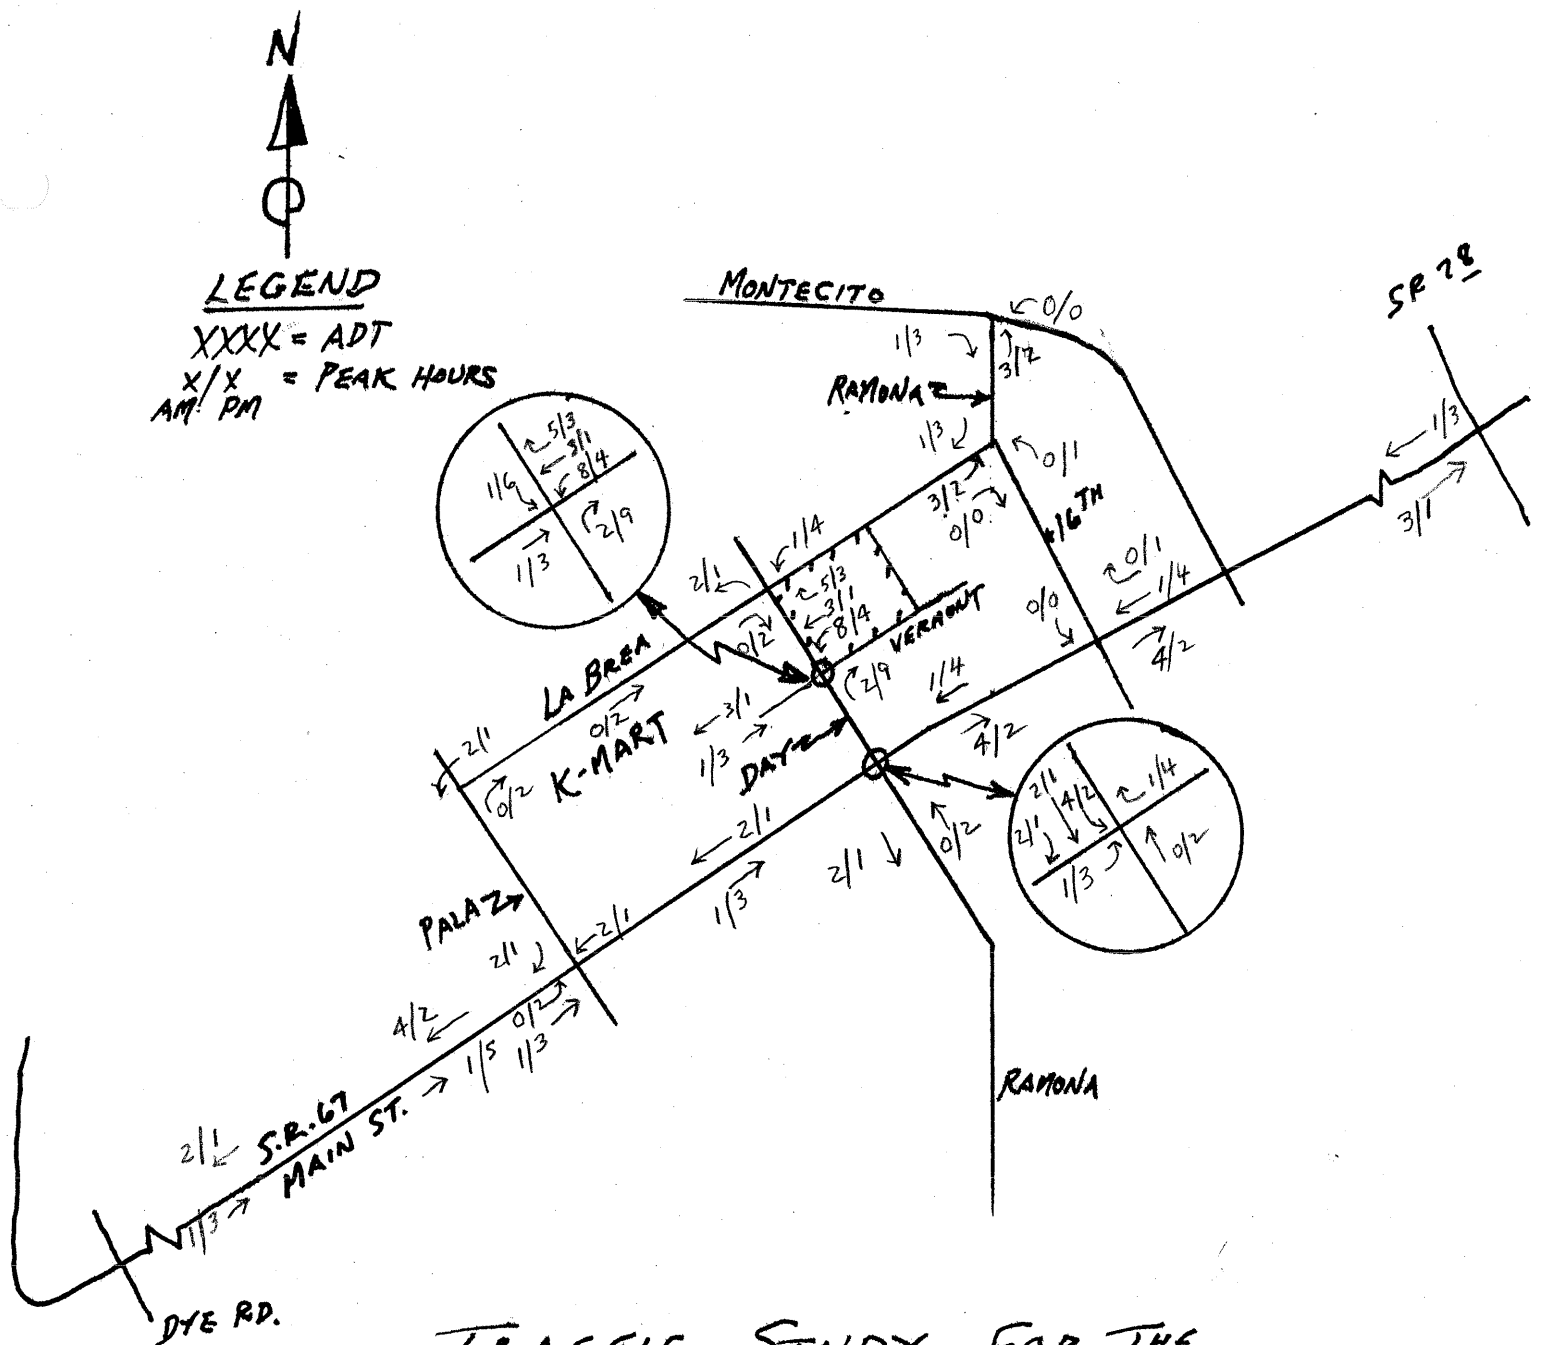 N
LEGEND
XXXX = ADT
X/X = PEAK HOURS
AM PM
MONTECITO
0/0
1/3
3/2
RAMONA
1/3
0/1
SR 78
1/3
3/1
5/3
3/1
8/4
1/6
2/9
1/3
3/2
0/0
16TH
1/4
2/1
5/3
3/1
8/4
0/2
VERMONT
0/1
1/4
0/0
4/2
LA BREA
0/2
K-MART
3/1
1/3
2/9
1/4
DAY
4/2
2/1
0/2
2/1
1/3
2/1
0/2
2/1
4/2
1/4
2/1
1/3
0/2
PALA
2/1
2/1
0/2
1/3
4/2
1/5
RAMONA
2/1
S.R. 67
MAIN ST.
1/3
DYE RD.
TRAFFIC STUDY FOR THE